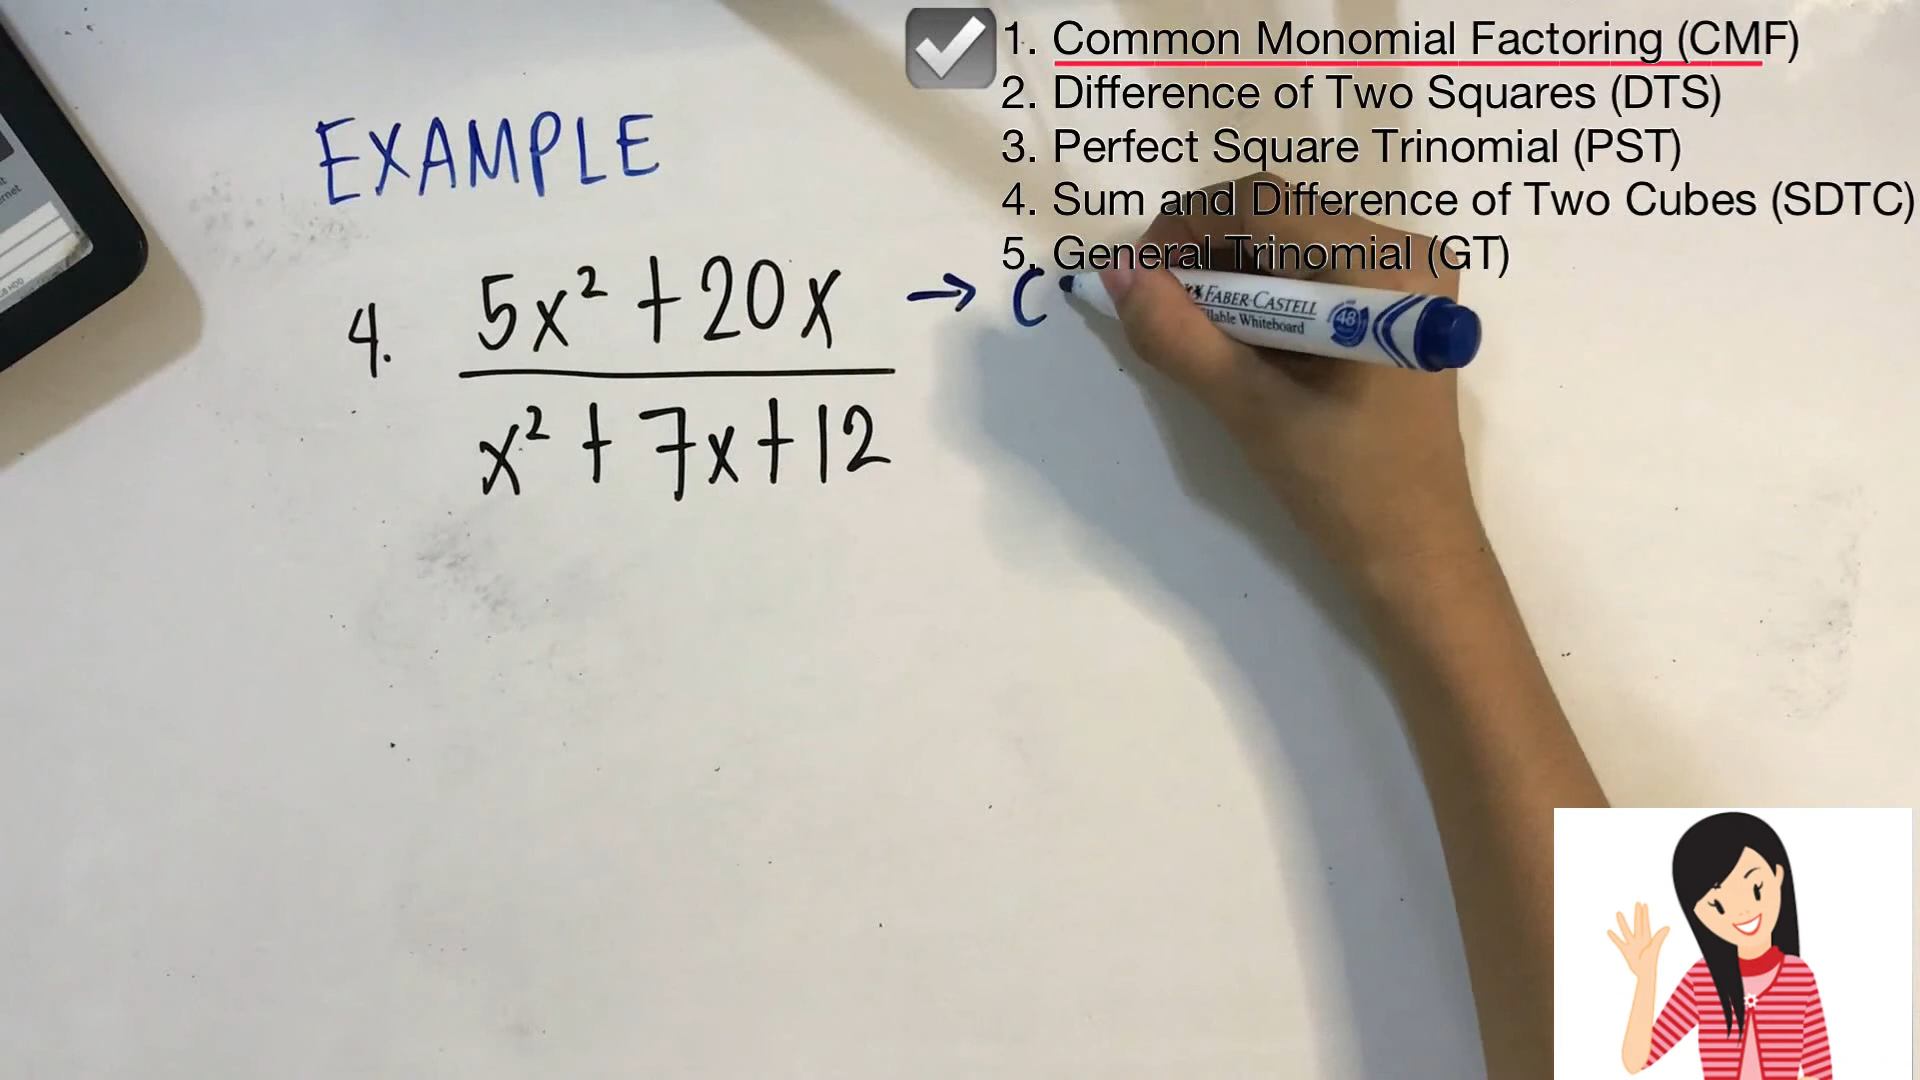 1. Common Monomial Factoring (CMF)
2. Difference of Two Squares (DTS)
3. Perfect Square Trinomial (PST)
4. Sum and Difference of Two Cubes (SDTC)
5. General Trinomial (GT)
EXAMPLE
4. 5x² + 20x → C
x² + 7x + 12
FABER-CASTELL
Whiteboard
48